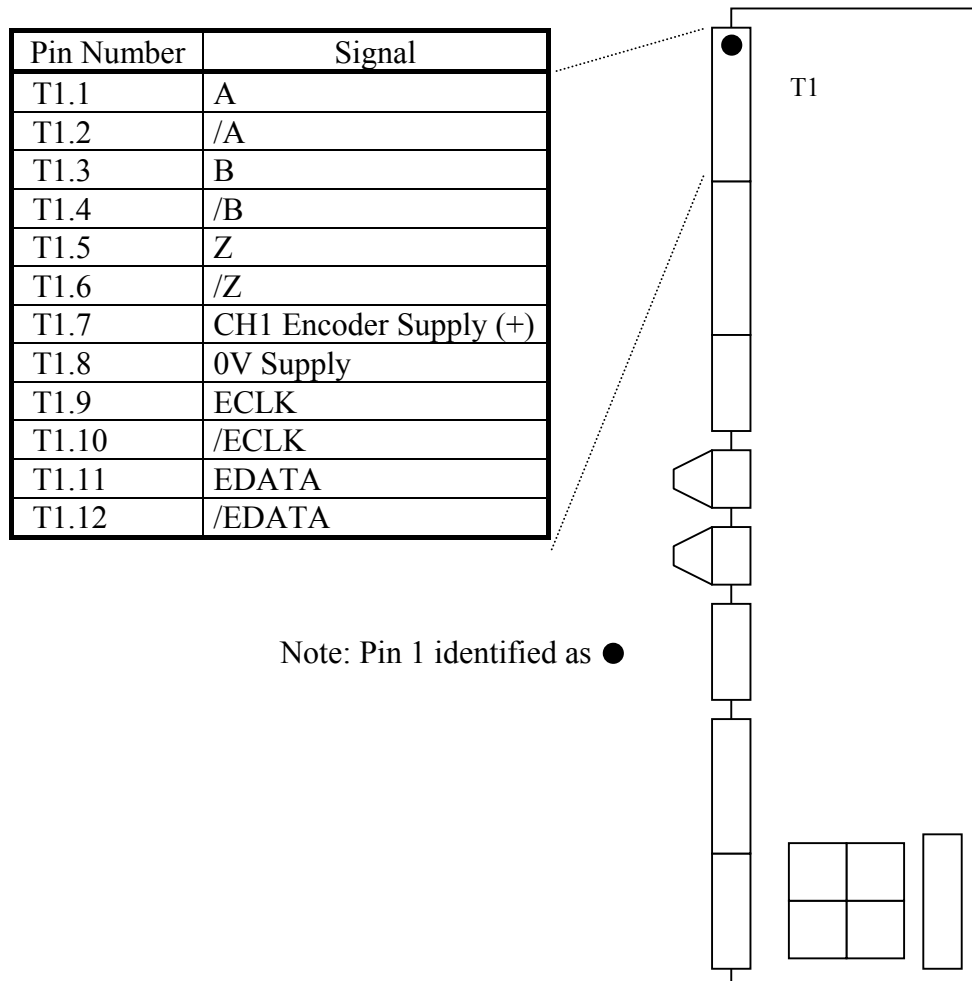 Pin Number Signal
T1.1 A
T1.2 /A
T1.3 B
T1.4 /B
T1.5 Z
T1.6 /Z
T1.7 CH1 Encoder Supply (+)
T1.8 0V Supply
T1.9 ECLK
T1.10 /ECLK
T1.11 EDATA
T1.12 /EDATA
T1
Note: Pin 1 identified as ●